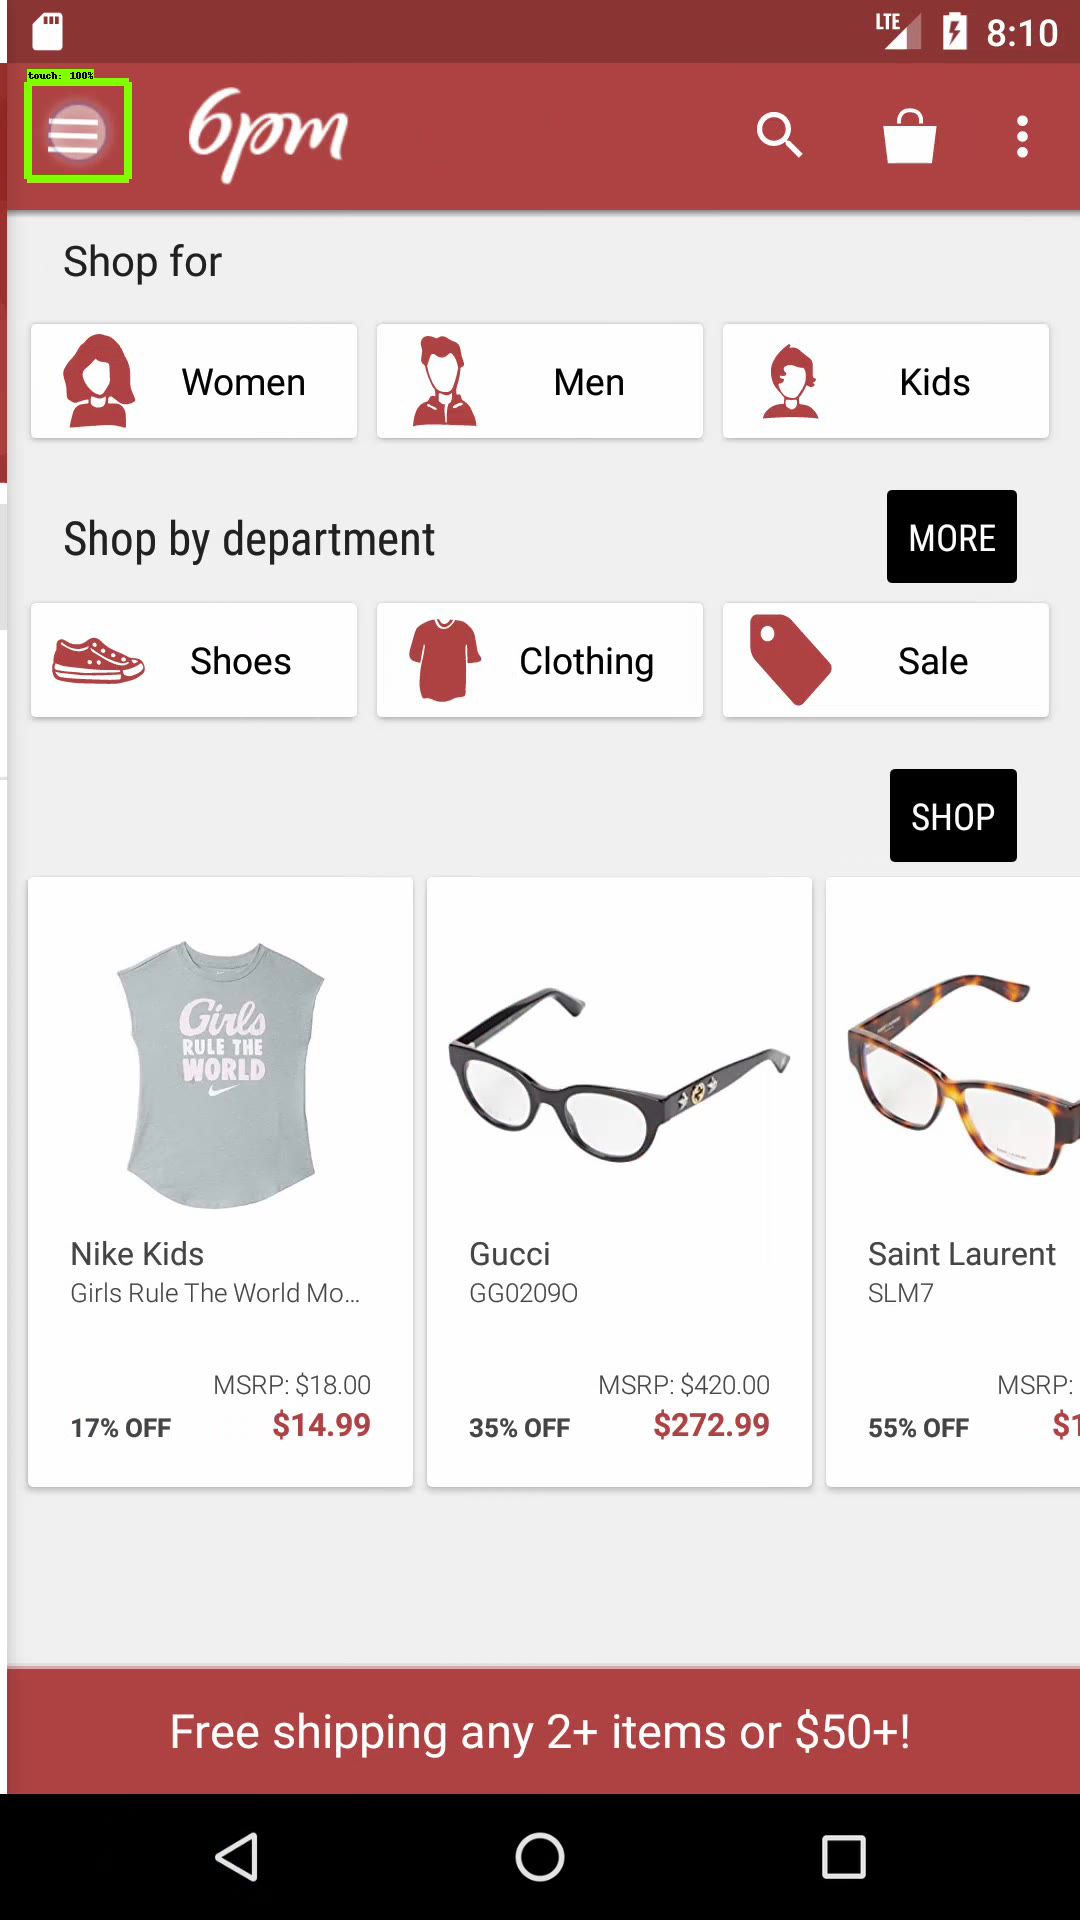 LTE 8:10
touch: 100%
6pm
Shop for
Women Men Kids
Shop by department MORE
Shoes Clothing Sale
SHOP
Girls
RULE THE
WORLD
Nike Kids
Girls Rule The World Mo...
MSRP: $18.00
17% OFF $14.99
Gucci
GG0209O
MSRP: $420.00
35% OFF $272.99
Saint Laurent
SLM7
MSRP:
55% OFF $1
Free shipping any 2+ items or $50+!